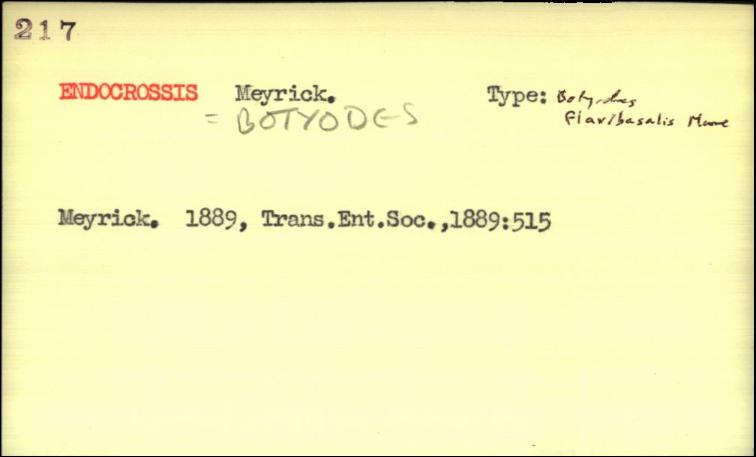 217
ENDOCROSSIS Meyrick. Type: Botyodes
= BOTYODES flavibasalis Moore
Meyrick. 1889, Trans.Ent.Soc.,1889:515